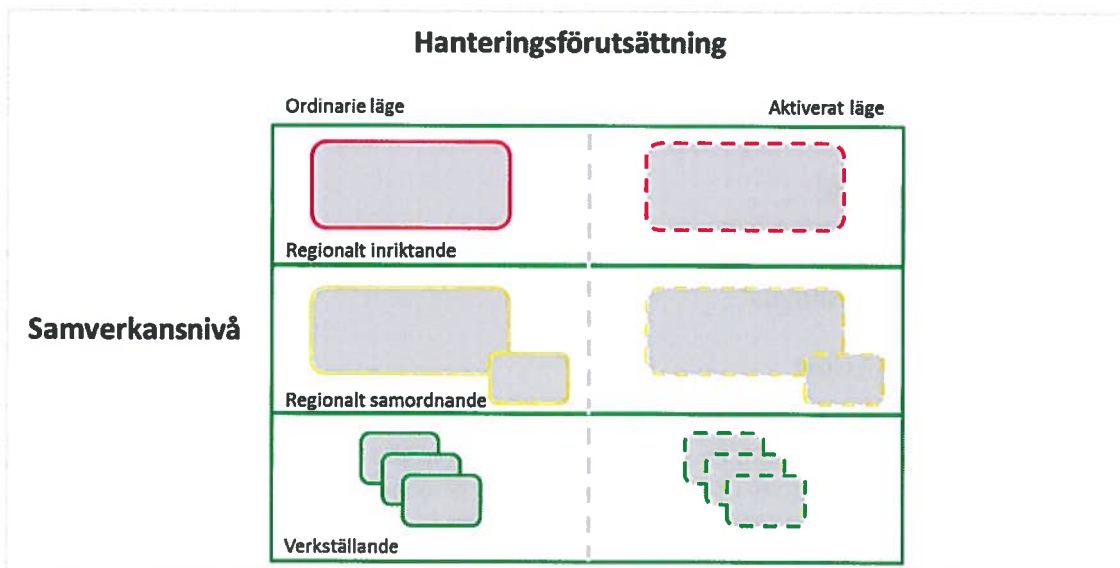 Hanteringsförutsättning
Ordinarie läge
Aktiverat läge
Regionalt inriktande
Samverkansnivå
Regionalt samordnande
Verkställande